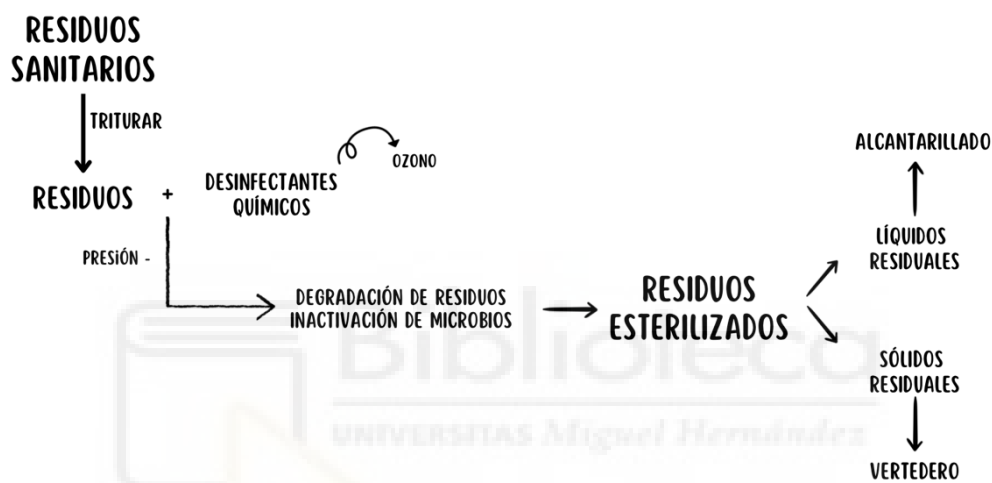 RESIDUOS
SANITARIOS
TRITURAR
RESIDUOS
+
DESINFECTANTES
QUÍMICOS
OZONO
PRESIÓN -
DEGRADACIÓN DE RESIDUOS
INACTIVACIÓN DE MICROBIOS
RESIDUOS
ESTERILIZADOS
ALCANTARILLADO
LÍQUIDOS
RESIDUALES
SÓLIDOS
RESIDUALES
VERTEDERO
Biblioteca
UNIVERSITAS Miguel Hernández